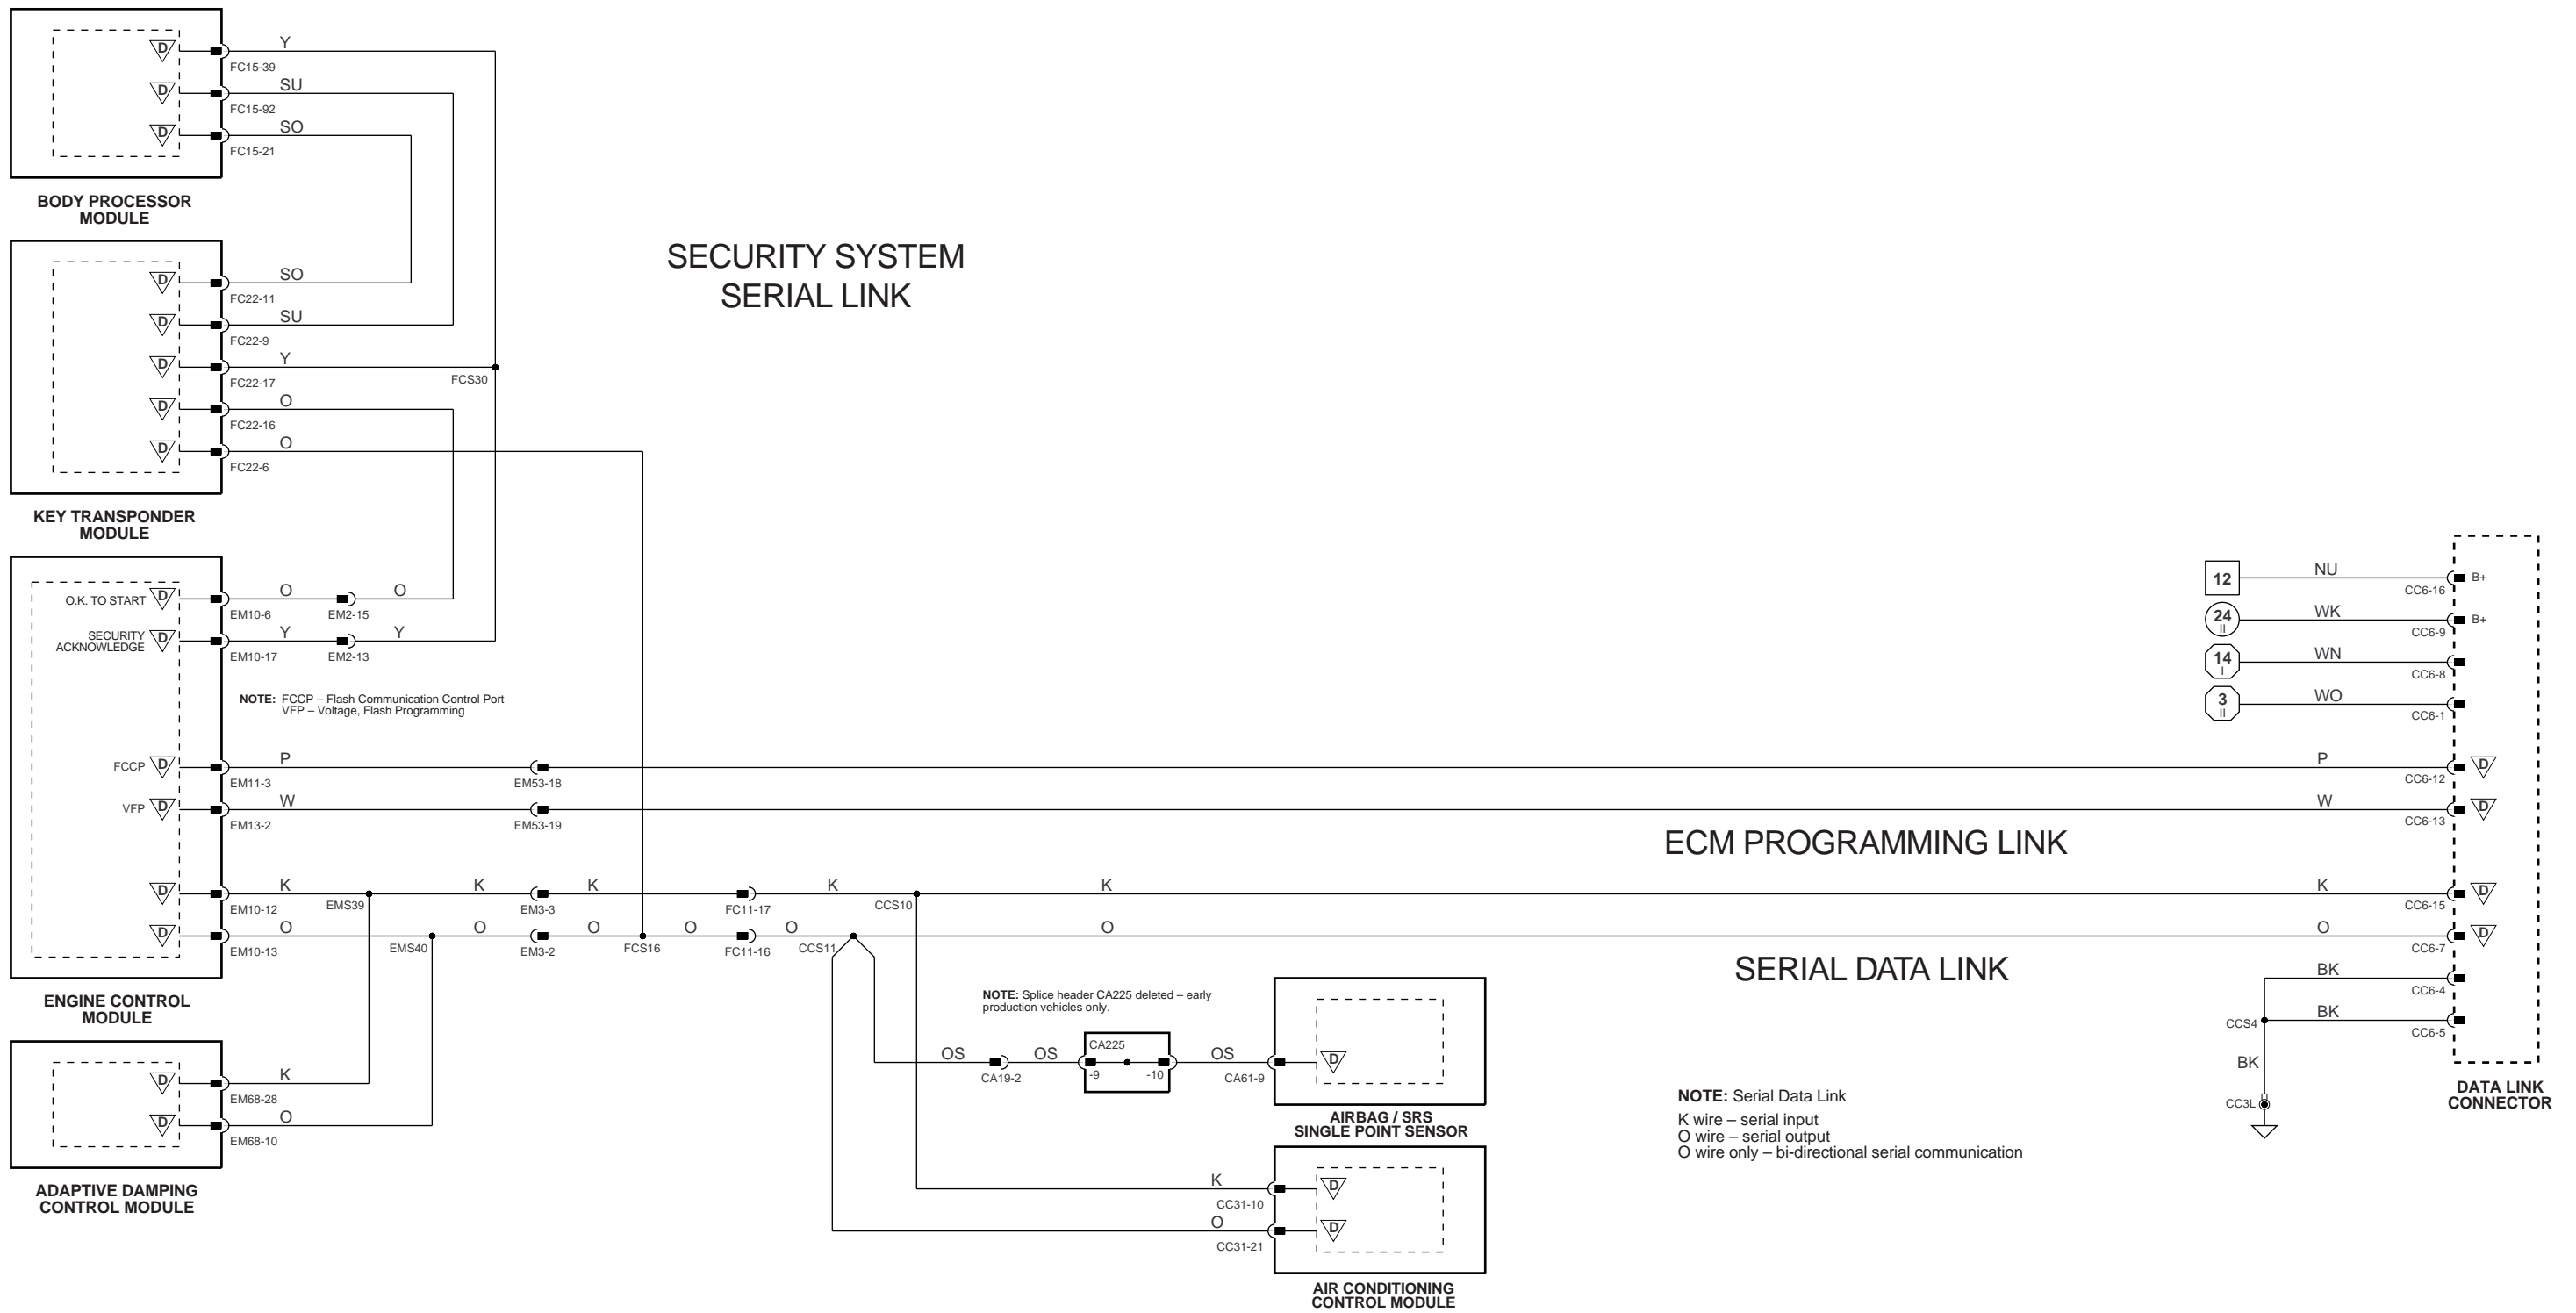 D
Y
FC15-39
D
SU
FC15-92
D
SO
FC15-21
BODY PROCESSOR
MODULE
SECURITY SYSTEM
SERIAL LINK
D
SO
FC22-11
D
SU
FC22-9
D
Y
FC22-17
FCS30
D
O
FC22-16
D
O
FC22-6
KEY TRANSPONDER
MODULE
O.K. TO START
D
O
O
EM10-6
EM2-15
SECURITY
ACKNOWLEDGE
D
Y
Y
EM10-17
EM2-13
NOTE: FCCP – Flash Communication Control Port
VFP – Voltage, Flash Programming
12
NU
B+
CC6-16
24
II
WK
B+
CC6-9
14
I
WN
CC6-8
3
II
WO
CC6-1
FCCP
D
P
P
D
EM11-3
EM53-18
CC6-12
VFP
D
W
W
D
EM13-2
EM53-19
CC6-13
ECM PROGRAMMING LINK
D
K
K
K
K
K
K
D
EM10-12
EMS39
EM3-3
FC11-17
CCS10
CC6-15
D
O
O
O
O
O
O
O
D
EM10-13
EMS40
EM3-2
FCS16
FC11-16
CCS11
CC6-7
SERIAL DATA LINK
BK
CC6-4
BK
CCS4
CC6-5
BK
CC3L
DATA LINK
CONNECTOR
ENGINE CONTROL
MODULE
NOTE: Splice header CA225 deleted – early
production vehicles only.
OS
OS
CA225
OS
D
CA19-2
-9
-10
CA61-9
AIRBAG / SRS
SINGLE POINT SENSOR
D
K
EM68-28
D
O
EM68-10
ADAPTIVE DAMPING
CONTROL MODULE
NOTE: Serial Data Link
K wire – serial input
O wire – serial output
O wire only – bi-directional serial communication
K
D
CC31-10
O
D
CC31-21
AIR CONDITIONING
CONTROL MODULE